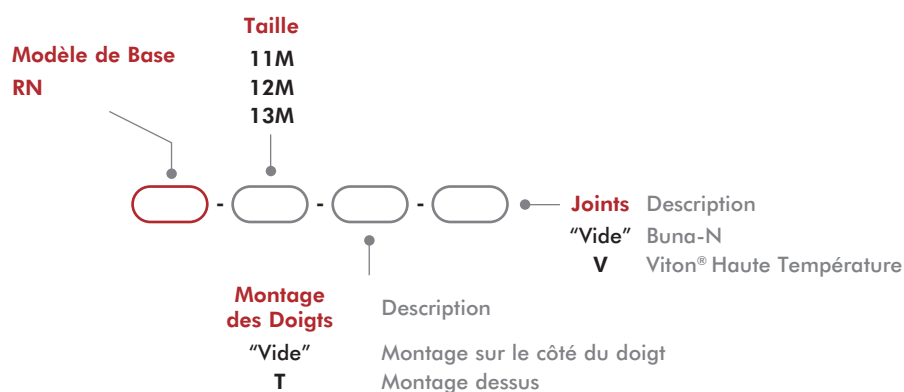 Taille
Modèle de Base
11M
RN
12M
13M
- - -
Joints Description
“Vide” Buna-N
V Viton® Haute Température
Montage
des Doigts
Description
“Vide” Montage sur le côté du doigt
T Montage dessus